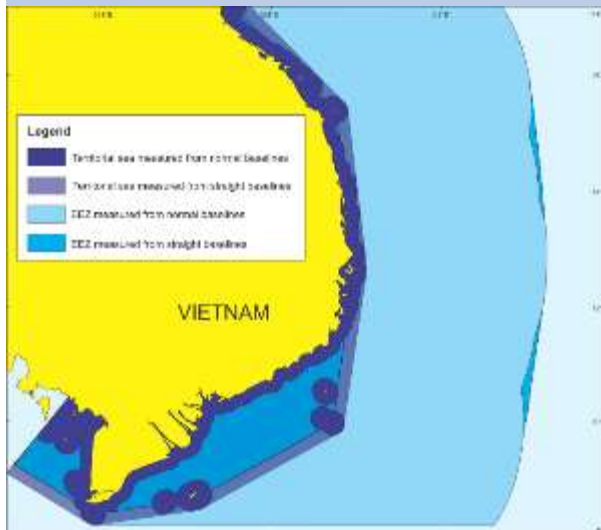 Legend
Territorial sea measured from normal baselines
Territorial sea measured from straight baselines
EEZ measured from normal baselines
EEZ measured from straight baselines
VIETNAM